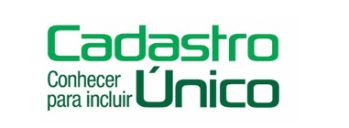 Cadastro
Conhecer
para incluir
Único